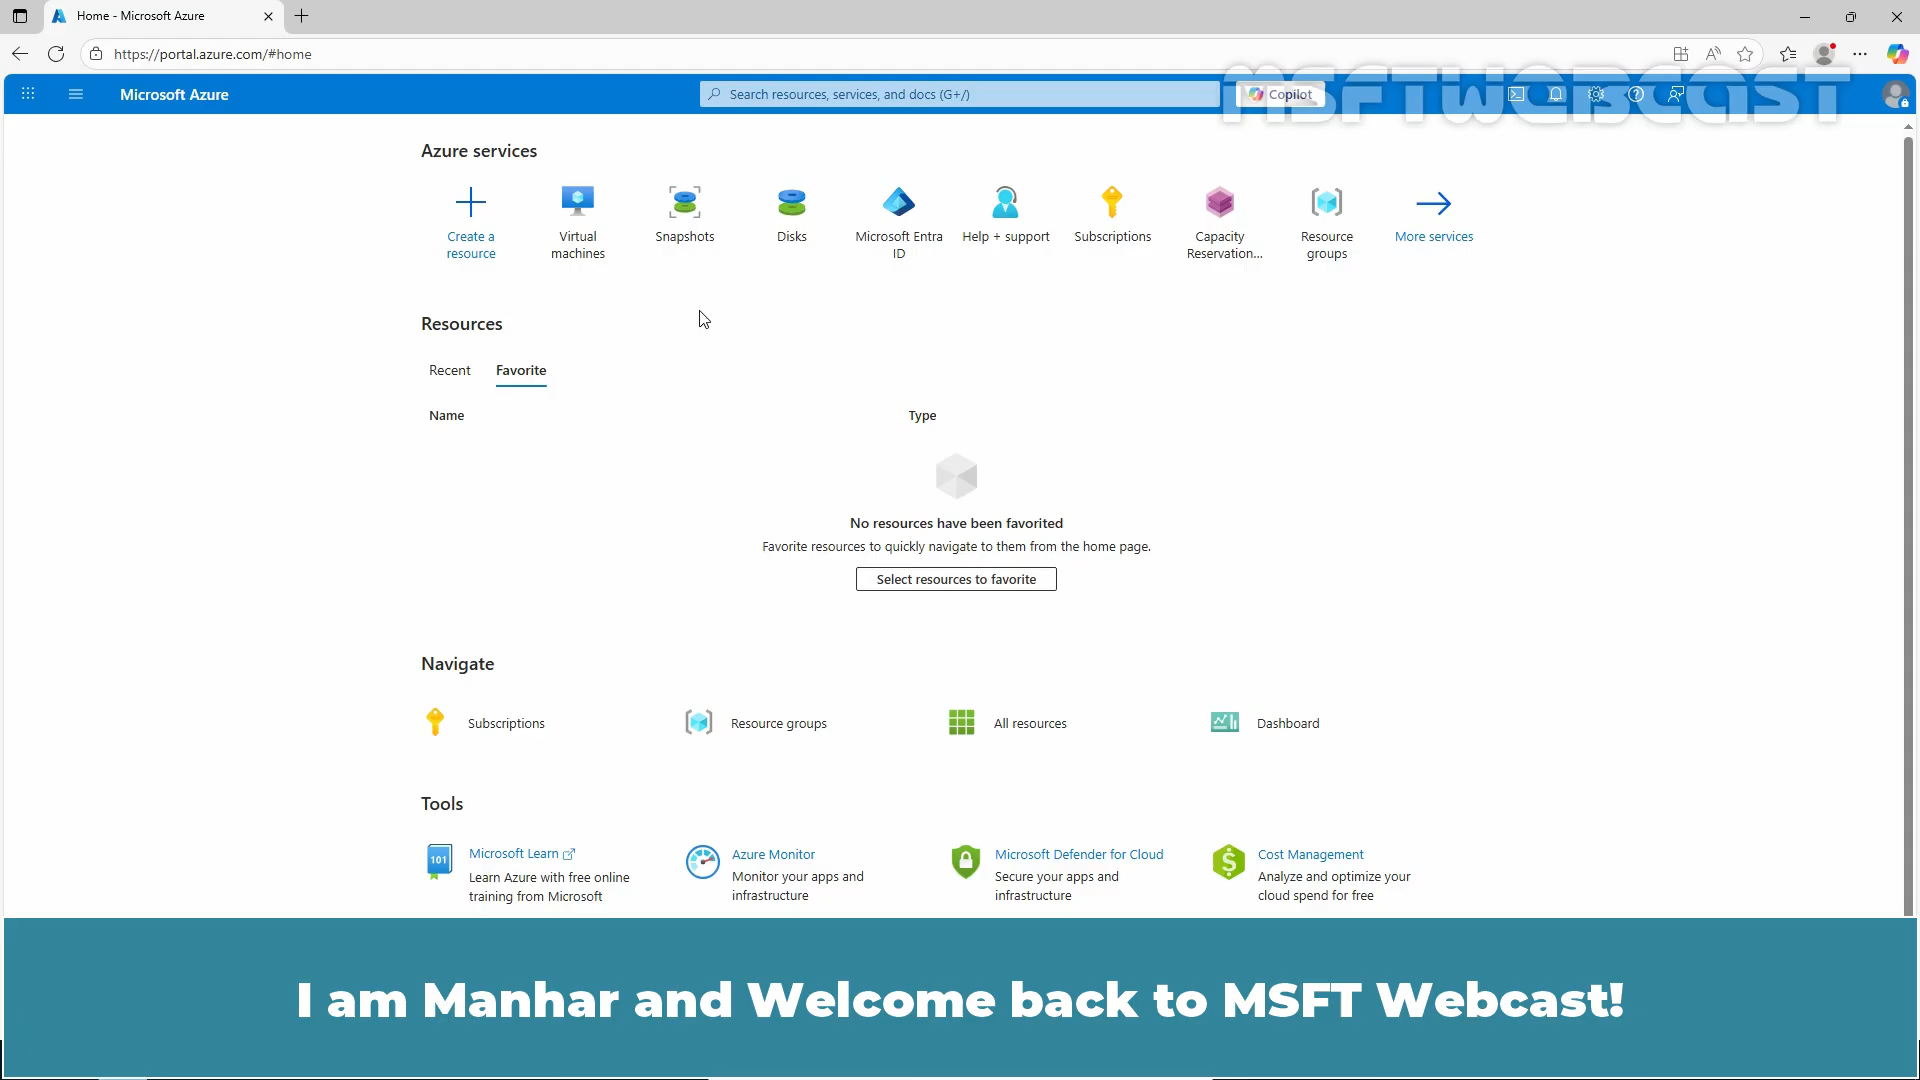 Home - Microsoft Azure
https://portal.azure.com/#home
MSFTWEBCAST
Microsoft Azure
Search resources, services, and docs (G+/)
Copilot
Azure services
Create a resource
Virtual machines
Snapshots
Disks
Microsoft Entra ID
Help + support
Subscriptions
Capacity Reservation...
Resource groups
More services
Resources
Recent
Favorite
Name
Type
No resources have been favorited
Favorite resources to quickly navigate to them from the home page.
Select resources to favorite
Navigate
Subscriptions
Resource groups
All resources
Dashboard
Tools
101
Microsoft Learn
Learn Azure with free online
training from Microsoft
Azure Monitor
Monitor your apps and
infrastructure
Microsoft Defender for Cloud
Secure your apps and
infrastructure
Cost Management
Analyze and optimize your
cloud spend for free
I am Manhar and Welcome back to MSFT Webcast!